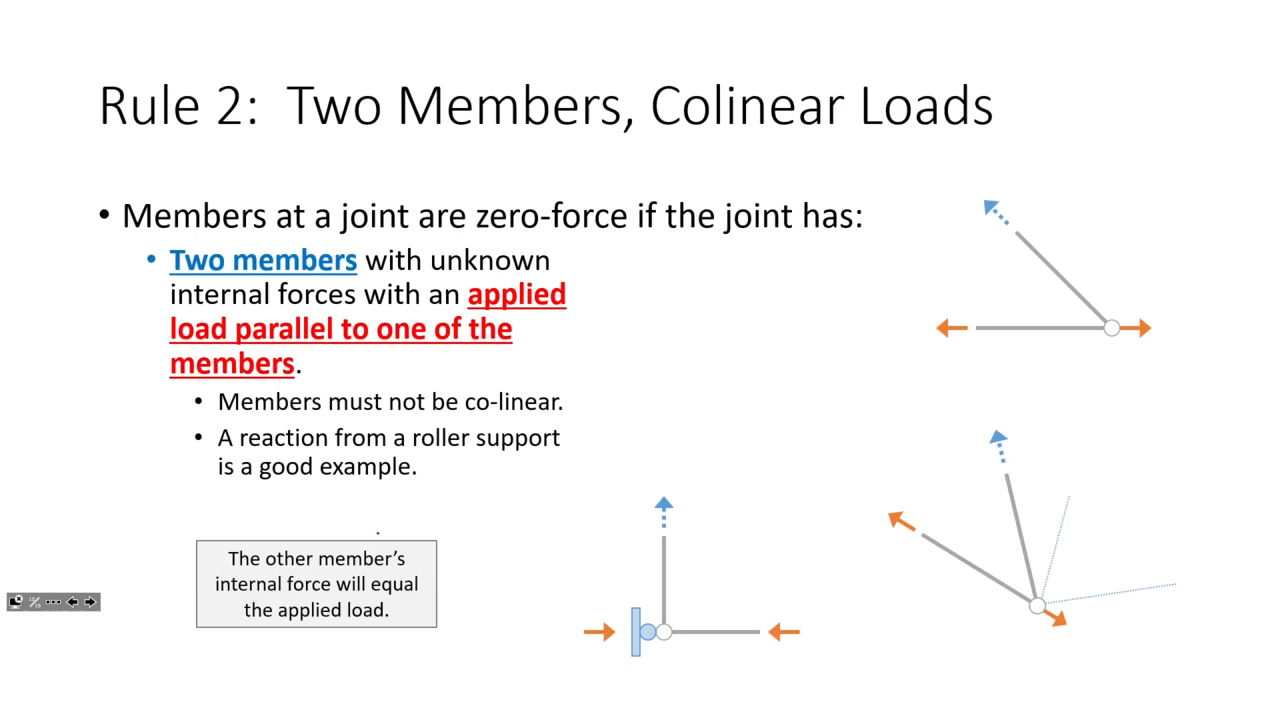 Rule 2:  Two Members, Colinear Loads
• Members at a joint are zero-force if the joint has:
• Two members with unknown
internal forces with an applied
load parallel to one of the
members.
• Members must not be co-linear.
• A reaction from a roller support
is a good example.
The other member’s
internal force will equal
the applied load.